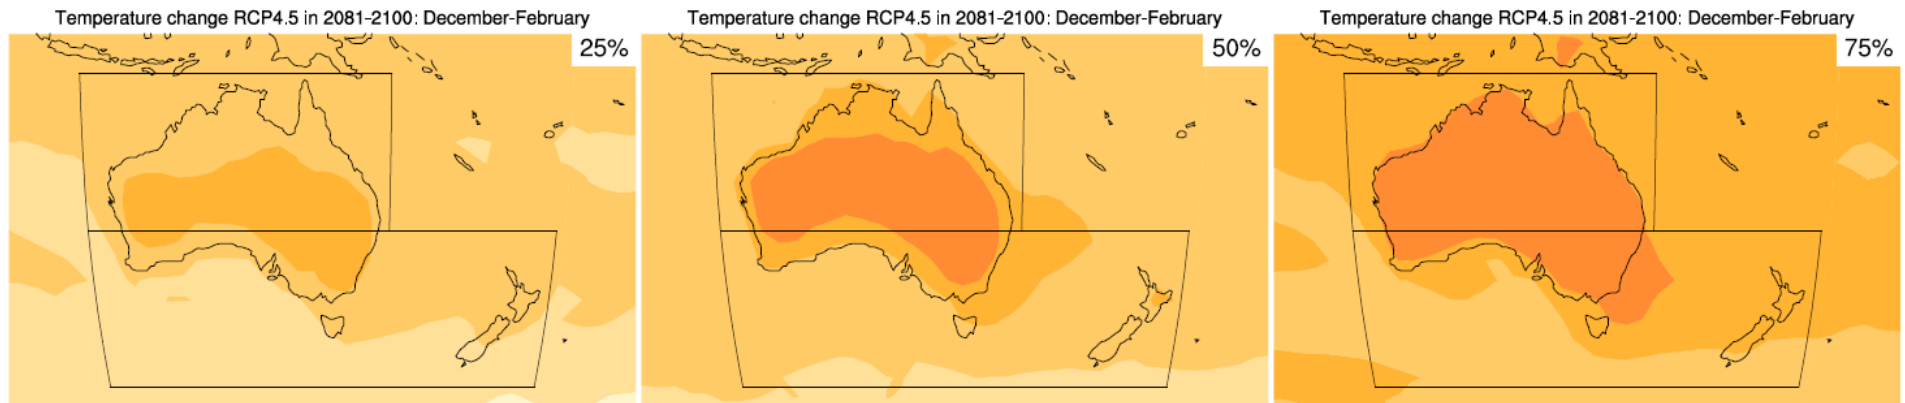 Temperature change RCP4.5 in 2081-2100: December-February
25%
Temperature change RCP4.5 in 2081-2100: December-February
50%
Temperature change RCP4.5 in 2081-2100: December-February
75%